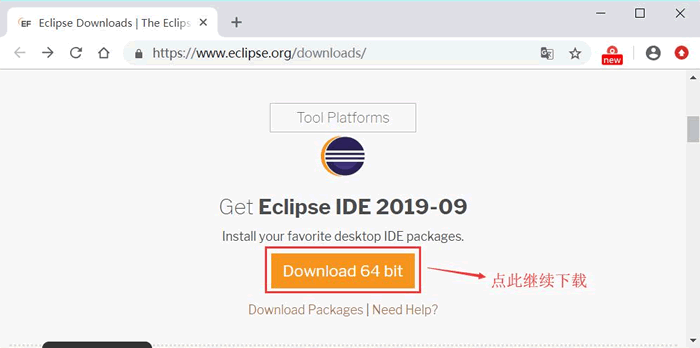 EF Eclipse Downloads | The Eclips
https://www.eclipse.org/downloads/
new
Tool Platforms
Get Eclipse IDE 2019-09
Install your favorite desktop IDE packages.
Download 64 bit
点此继续下载
Download Packages | Need Help?